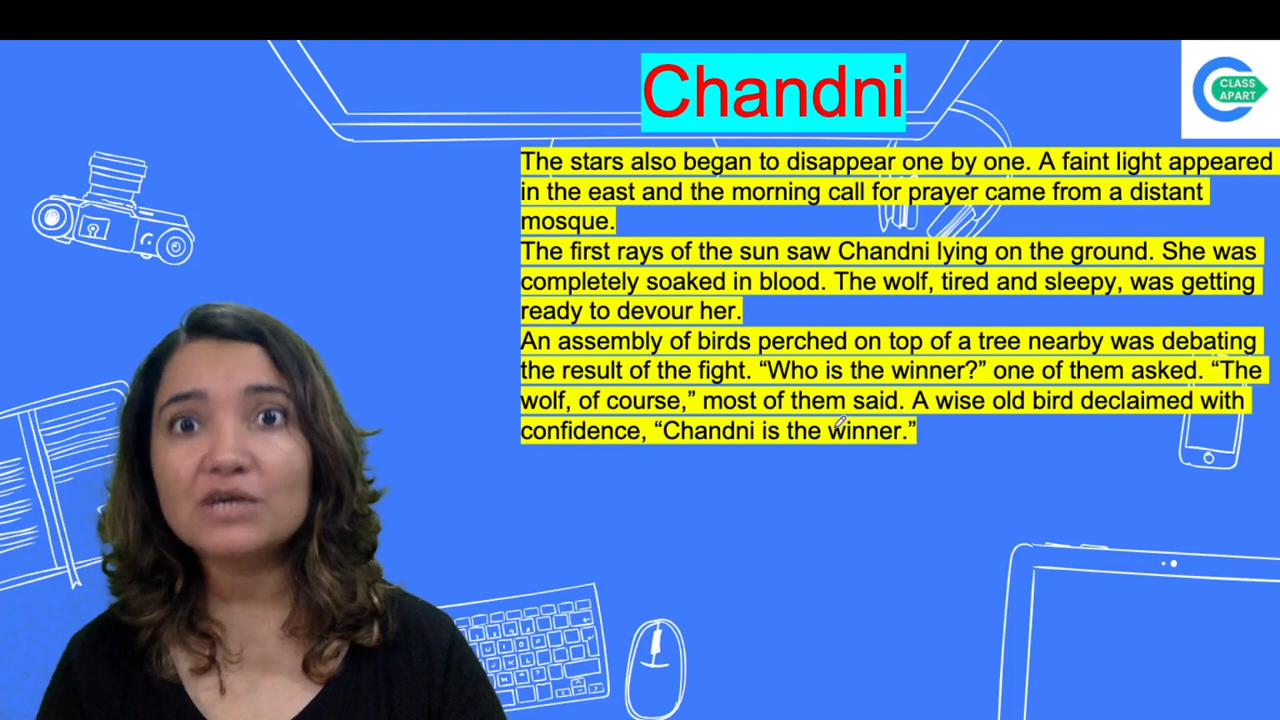 Chandni
CLASS
APART
The stars also began to disappear one by one. A faint light appeared
in the east and the morning call for prayer came from a distant
mosque.
The first rays of the sun saw Chandni lying on the ground. She was
completely soaked in blood. The wolf, tired and sleepy, was getting
ready to devour her.
An assembly of birds perched on top of a tree nearby was debating
the result of the fight. “Who is the winner?” one of them asked. “The
wolf, of course,” most of them said. A wise old bird declaimed with
confidence, “Chandni is the winner.”